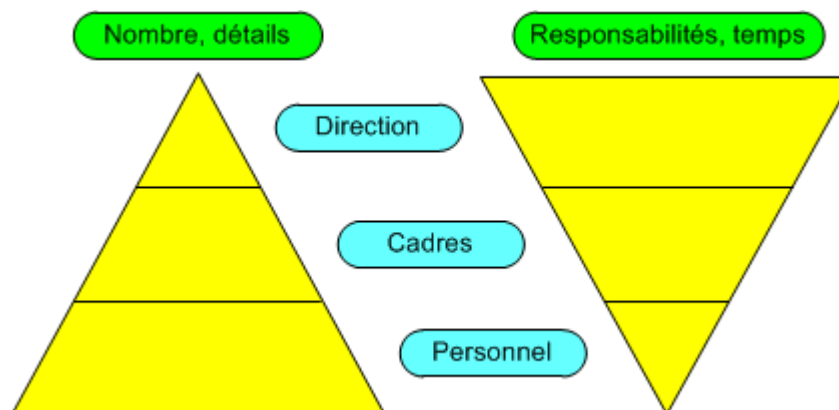 Nombre, détails
Responsabilités, temps
Direction
Cadres
Personnel